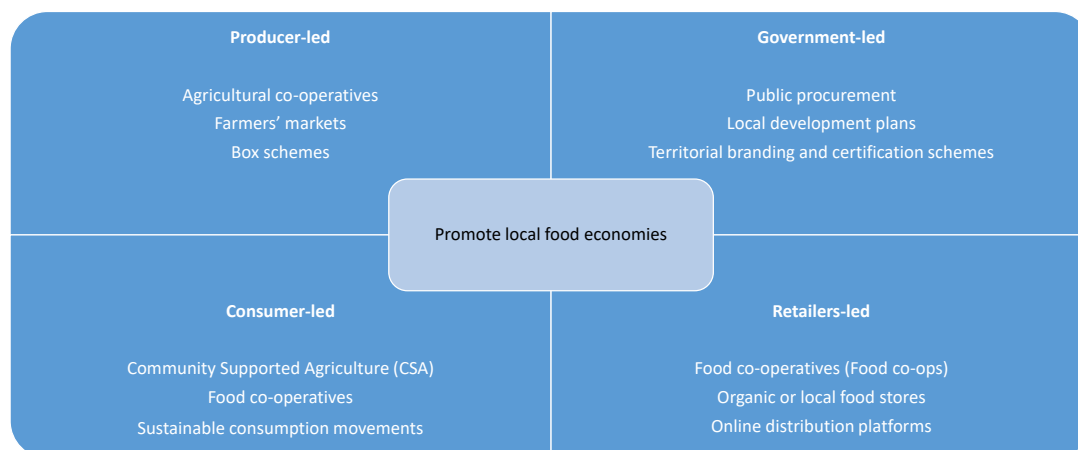 Producer-led
Agricultural co-operatives
Farmers’ markets
Box schemes
Government-led
Public procurement
Local development plans
Territorial branding and certification schemes
Promote local food economies
Consumer-led
Community Supported Agriculture (CSA)
Food co-operatives
Sustainable consumption movements
Retailers-led
Food co-operatives (Food co-ops)
Organic or local food stores
Online distribution platforms